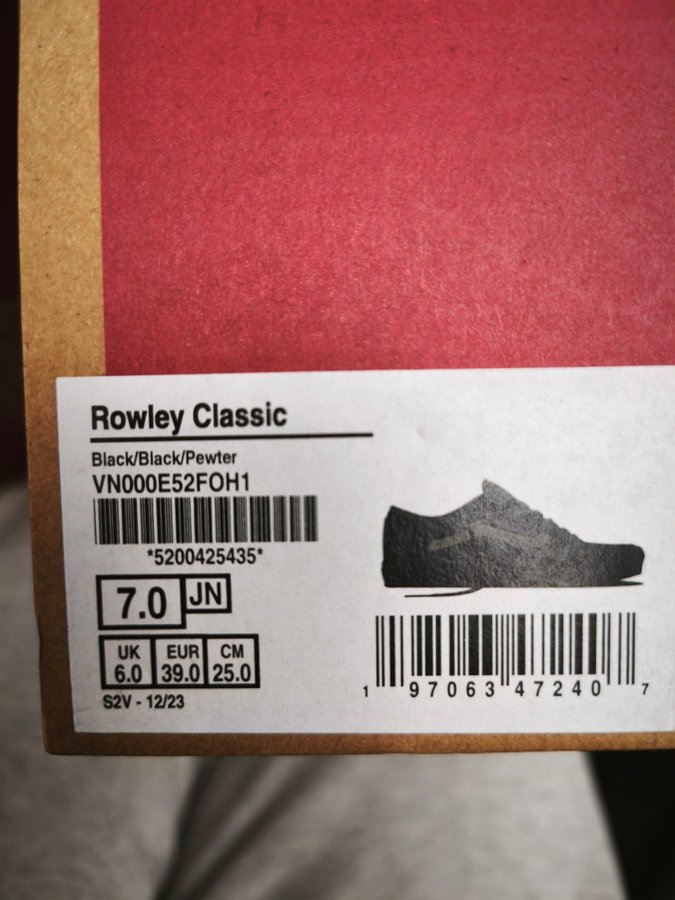 Rowley Classic
Black/Black/Pewter
VN000E52FOH1
*5200425435*
7.0 JN
UK EUR CM
6.0 39.0 25.0
S2V - 12/23
1 97063 47240 7